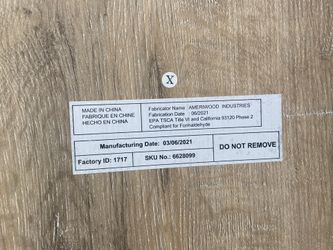 X
MADE IN CHINA
FABRIQUE EN CHINE
HECHO EN CHINA
Fabricator Name : AMERIWOOD INDUSTRIES
Fabrication Date : 06/2021
EPA TSCA Title VI and California 93120 Phase 2
Compliant for Formaldehyde
Manufacturing Date: 03/06/2021
Factory ID: 1717
SKU No.: 6628099
DO NOT REMOVE